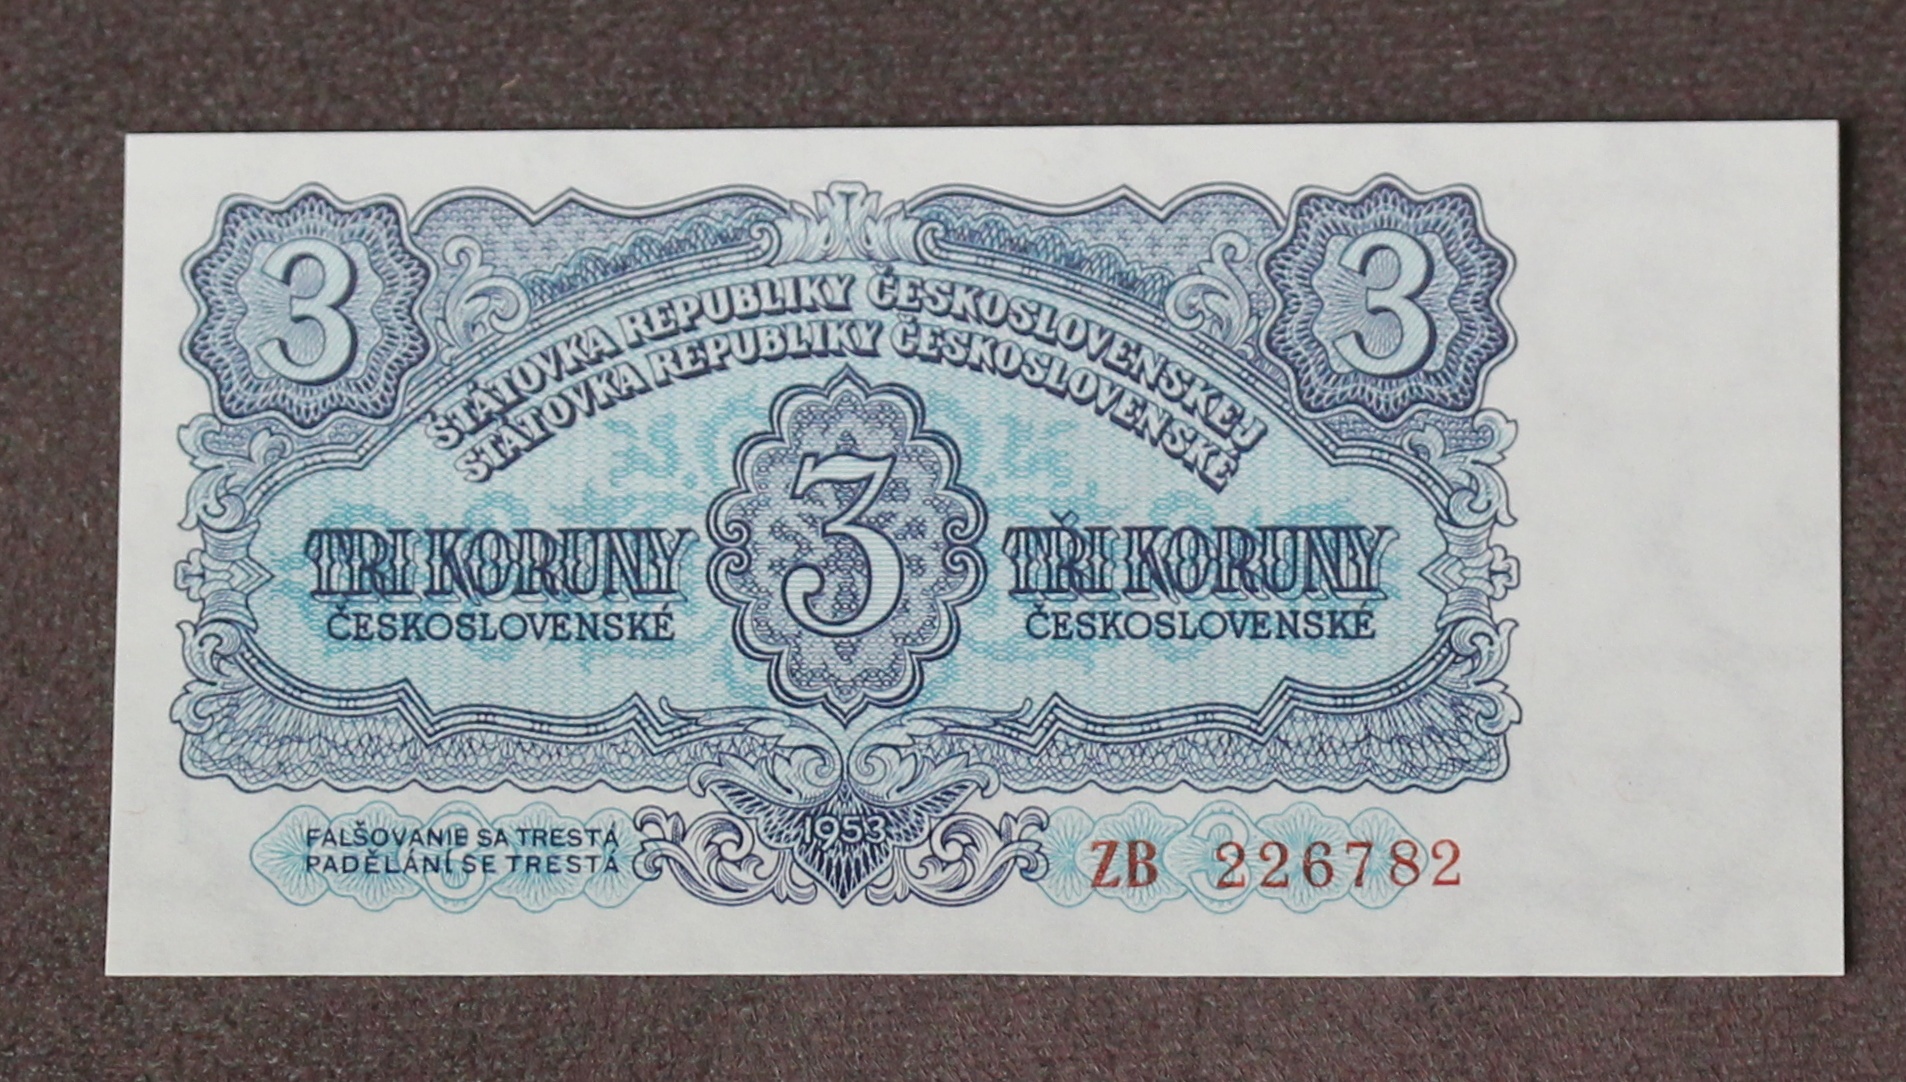 3
3
ŠTÁTOVKA REPUBLIKY ČESKOSLOVENSKEJ
STÁTOVKA REPUBLIKY ČESKOSLOVENSKÉ
TRI KORUNY
ČESKOSLOVENSKÉ
3
TŘI KORUNY
ČESKOSLOVENSKÉ
FALŠOVANIE SA TRESTÁ
PADĚLÁNÍ SE TRESTÁ
1953
ZB 226782